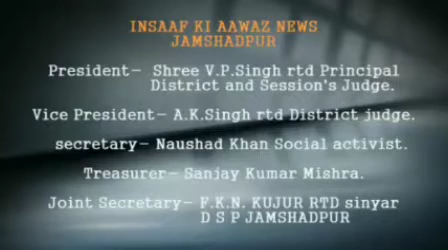 INSAAF KI AAWAZ NEWS
JAMSHADPUR
President- Shree V.P.Singh rtd Principal
District and Session's Judge.
Vice President- A.K.Singh rtd District judge.
secretary- Naushad Khan Social activist.
Treasurer- Sanjay Kumar Mishra.
Joint Secretary- F.K.N. KUJUR RTD sinyar
D S P JAMSHADPUR